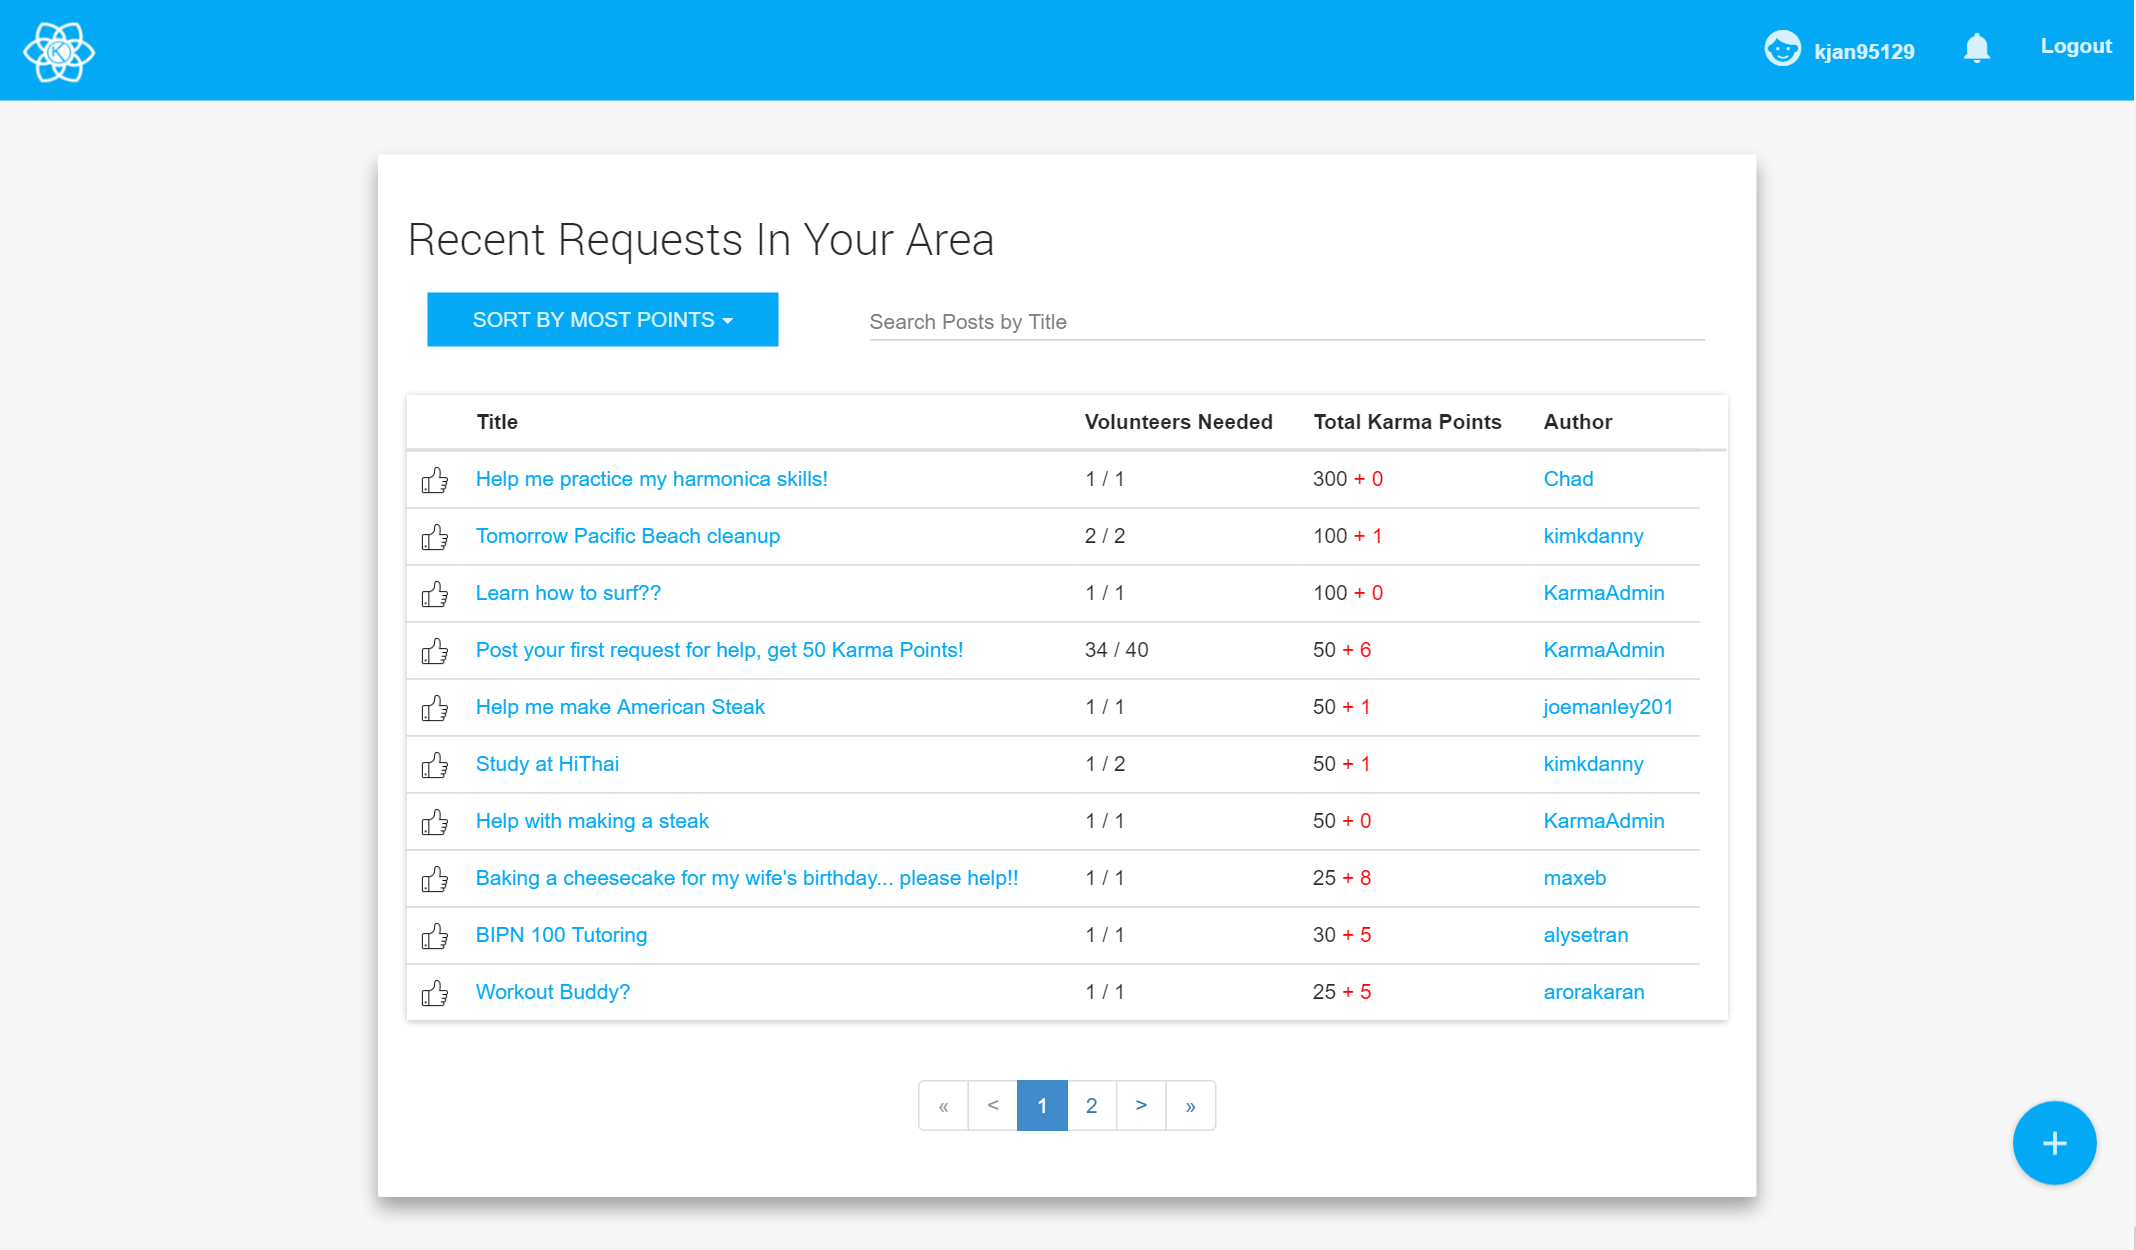 K
kjan95129
Logout
Recent Requests In Your Area
SORT BY MOST POINTS
Search Posts by Title
Title Volunteers Needed Total Karma Points Author
Help me practice my harmonica skills! 1 / 1 300 + 0 Chad
Tomorrow Pacific Beach cleanup 2 / 2 100 + 1 kimkdanny
Learn how to surf?? 1 / 1 100 + 0 KarmaAdmin
Post your first request for help, get 50 Karma Points! 34 / 40 50 + 6 KarmaAdmin
Help me make American Steak 1 / 1 50 + 1 joemanley201
Study at HiThai 1 / 2 50 + 1 kimkdanny
Help with making a steak 1 / 1 50 + 0 KarmaAdmin
Baking a cheesecake for my wife's birthday... please help!! 1 / 1 25 + 8 maxeb
BIPN 100 Tutoring 1 / 1 30 + 5 alysetran
Workout Buddy? 1 / 1 25 + 5 arorakaran
« < 1 2 > »
+